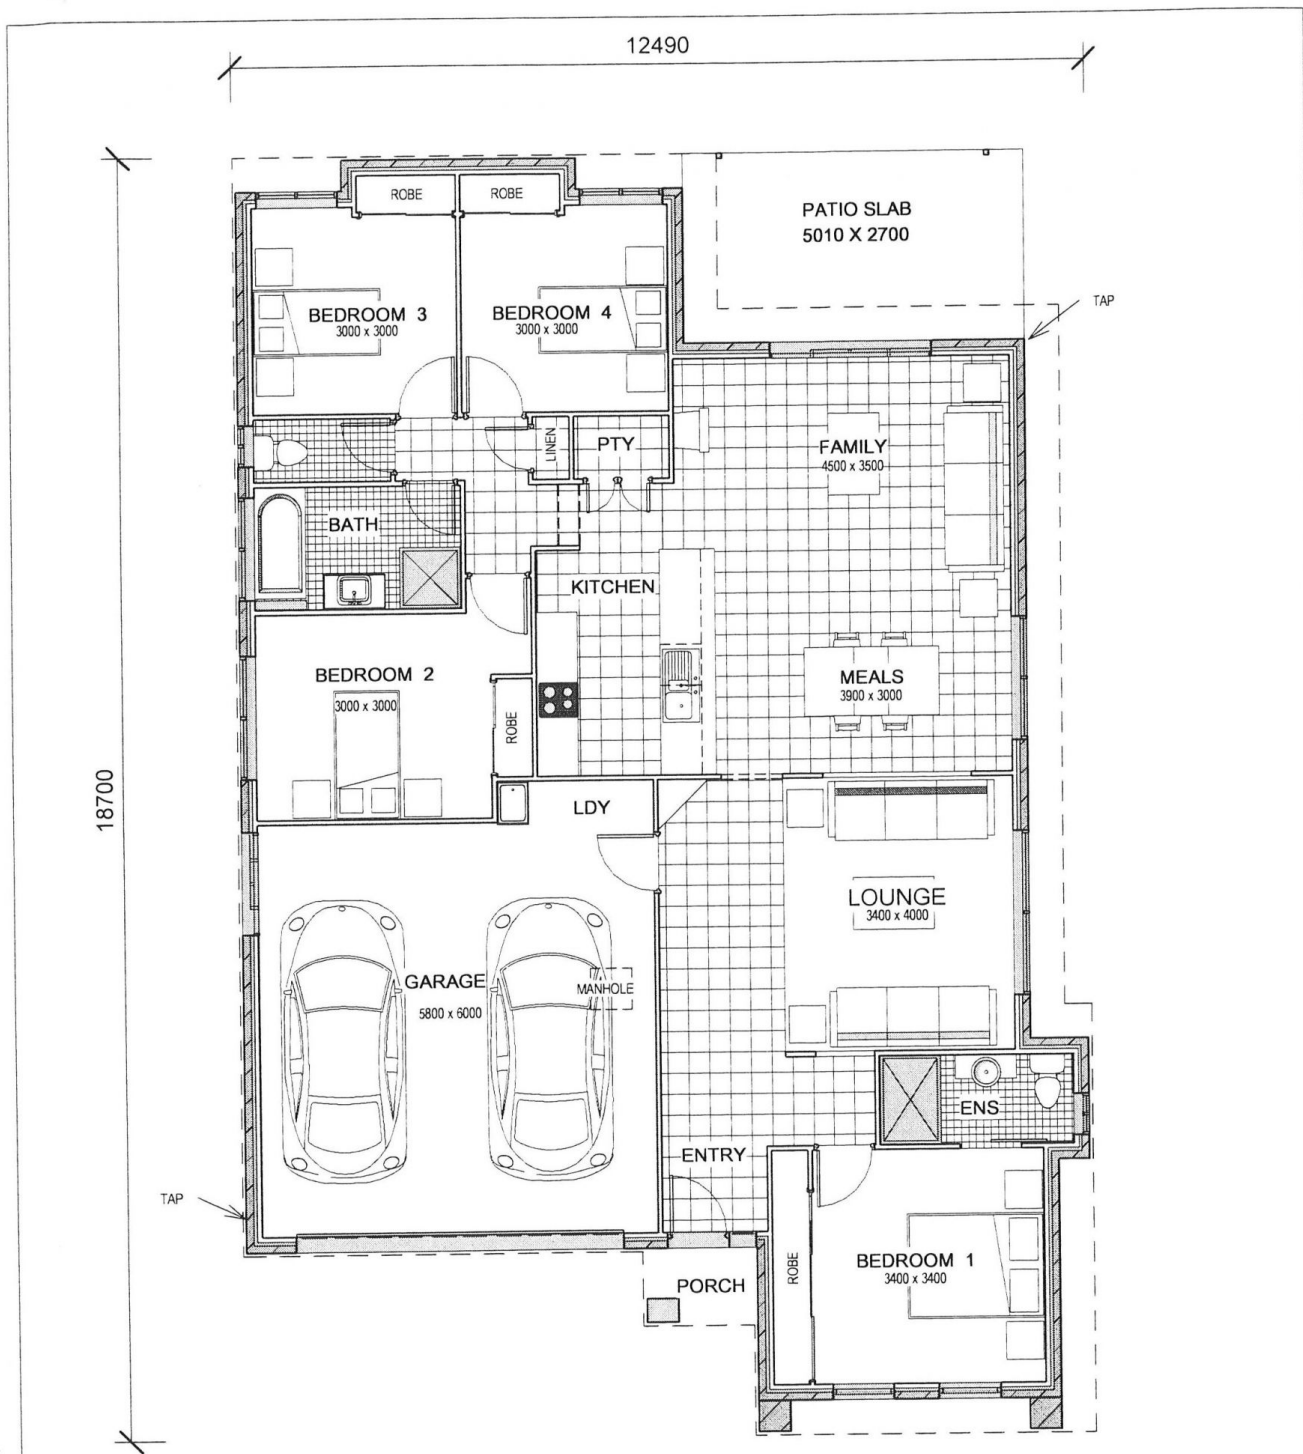 12490
ROBE
ROBE
PATIO SLAB
5010 X 2700
TAP
BEDROOM 3
3000 x 3000
BEDROOM 4
3000 x 3000
LINEN
PTY
FAMILY
4500 x 3500
BATH
KITCHEN
BEDROOM 2
3000 x 3000
ROBE
MEALS
3900 x 3000
18700
LDY
LOUNGE
3400 x 4000
GARAGE
5800 x 6000
MANHOLE
ENS
ENTRY
TAP
BEDROOM 1
3400 x 3400
ROBE
PORCH